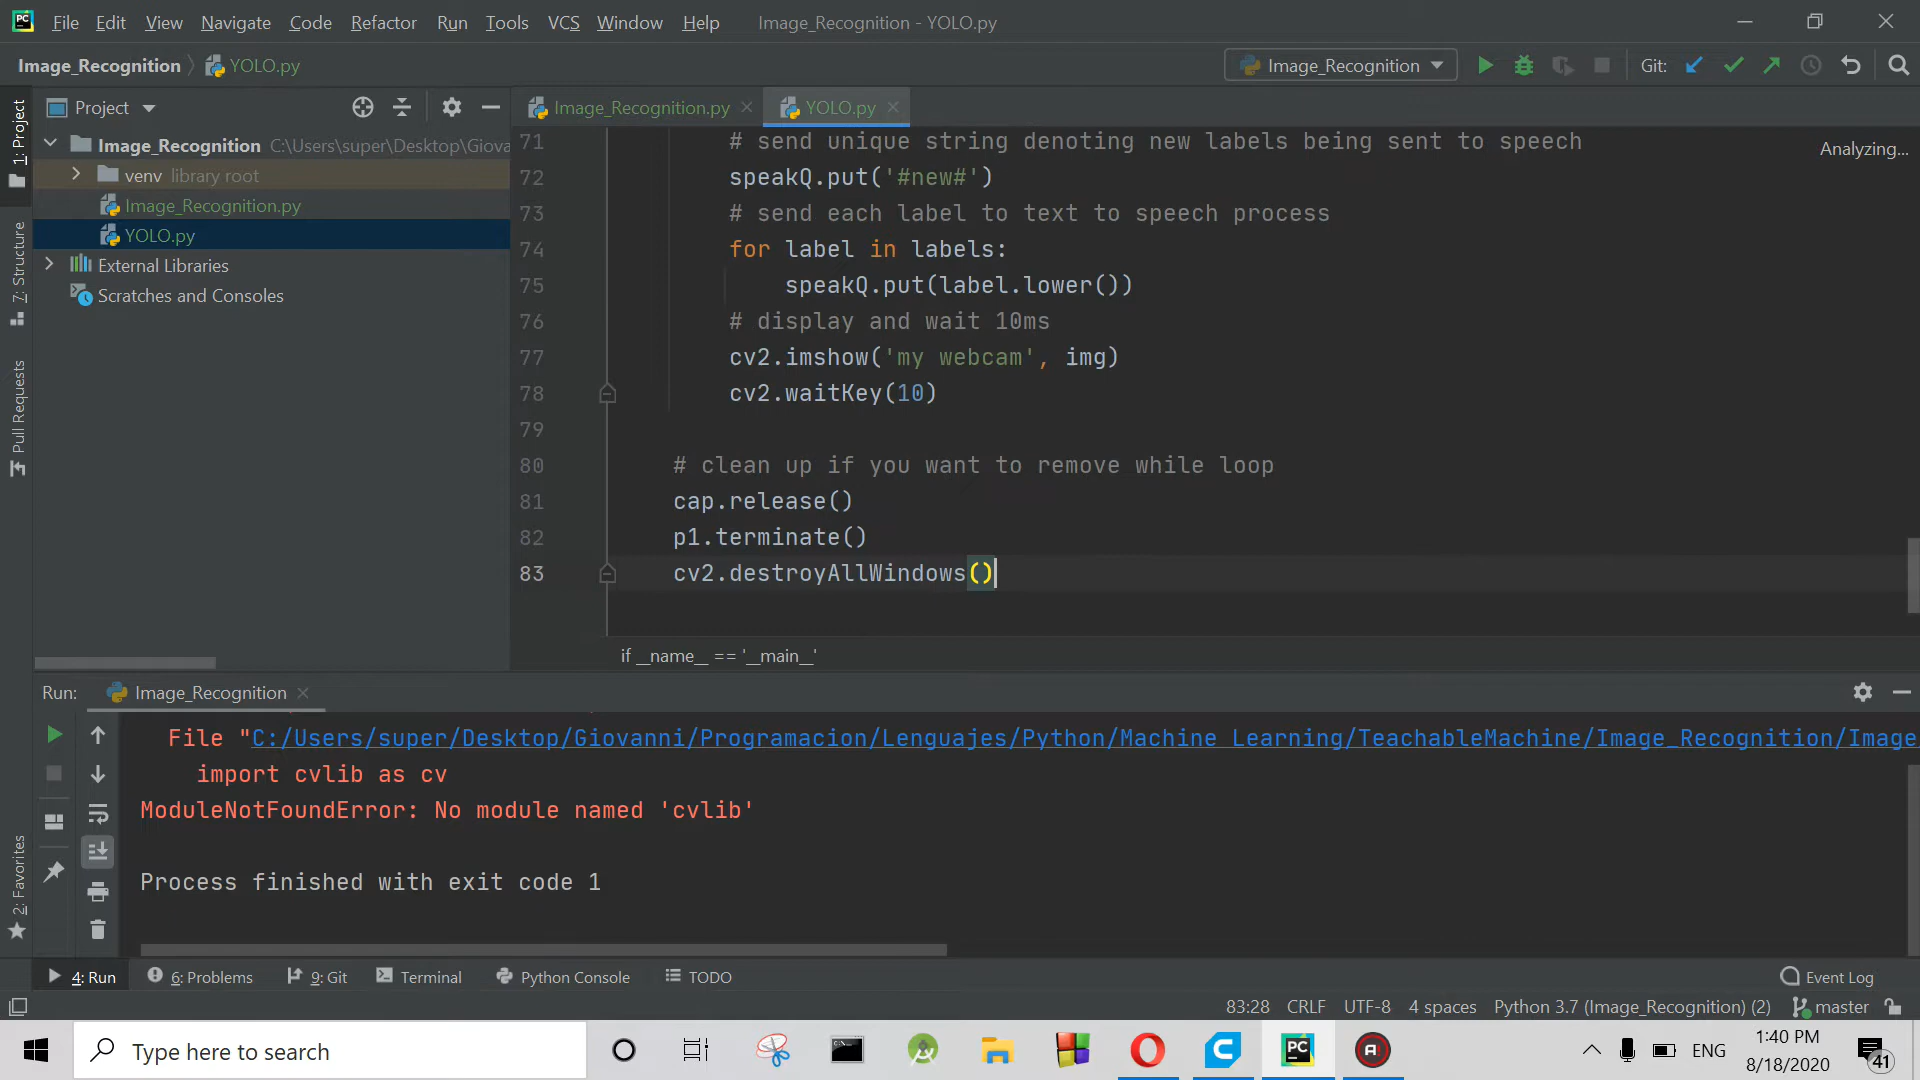 File Edit View Navigate Code Refactor Run Tools VCS Window Help Image_Recognition - YOLO.py
Image_Recognition YOLO.py Image_Recognition Git:
Project Image_Recognition.py YOLO.py
1: Project
7: Structure
Pull Requests
2: Favorites
Image_Recognition C:\Users\super\Desktop\Giova
venv library root
Image_Recognition.py
YOLO.py
External Libraries
Scratches and Consoles
Analyzing...
71 # send unique string denoting new labels being sent to speech
72 speakQ.put('#new#')
73 # send each label to text to speech process
74 for label in labels:
75 speakQ.put(label.lower())
76 # display and wait 10ms
77 cv2.imshow('my webcam', img)
78 cv2.waitKey(10)
79
80 # clean up if you want to remove while loop
81 cap.release()
82 p1.terminate()
83 cv2.destroyAllWindows()
if __name__ == '__main__'
Run: Image_Recognition
File "C:/Users/super/Desktop/Giovanni/Programacion/Lenguajes/Python/Machine_Learning/TeachableMachine/Image_Recognition/Image
import cvlib as cv
ModuleNotFoundError: No module named 'cvlib'
Process finished with exit code 1
4: Run 6: Problems 9: Git Terminal Python Console TODO Event Log
83:28 CRLF UTF-8 4 spaces Python 3.7 (Image_Recognition) (2) master
Type here to search
PC
ENG
1:40 PM
8/18/2020
41